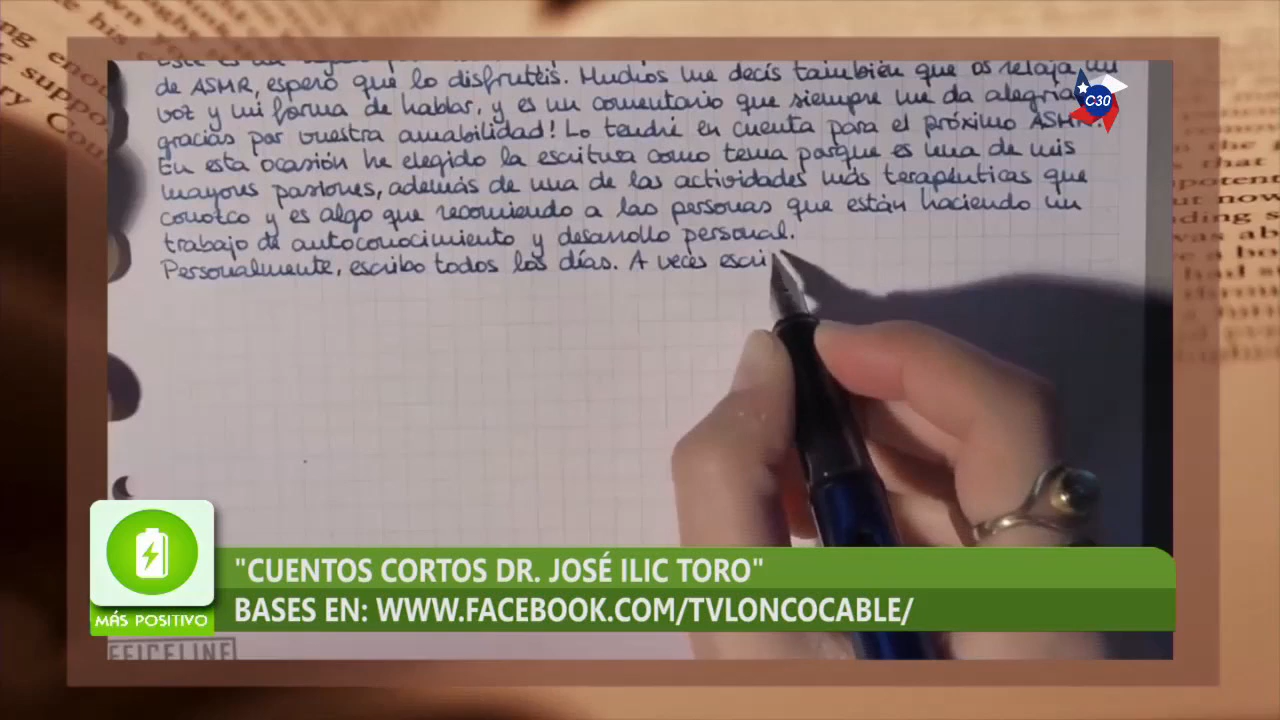 de ASMR, espero que lo disfrutéis. Muchos me decís también que os relaja mi
voz y mi forma de hablar, y es un comentario que siempre me da alegría,
gracias por vuestra amabilidad! Lo tendré en cuenta para el próximo ASMR!
En esta ocasión he elegido la escritura como tema porque es una de mis
mayores pasiones, además de una de las actividades más terapéuticas que
conozco y es algo que recomiendo a las personas que están haciendo un
trabajo de autoconocimiento y desarrollo personal.
Personalmente, escribo todos los días. A veces escri
C30
"CUENTOS CORTOS DR. JOSÉ ILIC TORO"
BASES EN: WWW.FACEBOOK.COM/TVLONCOCABLE/
MÁS POSITIVO